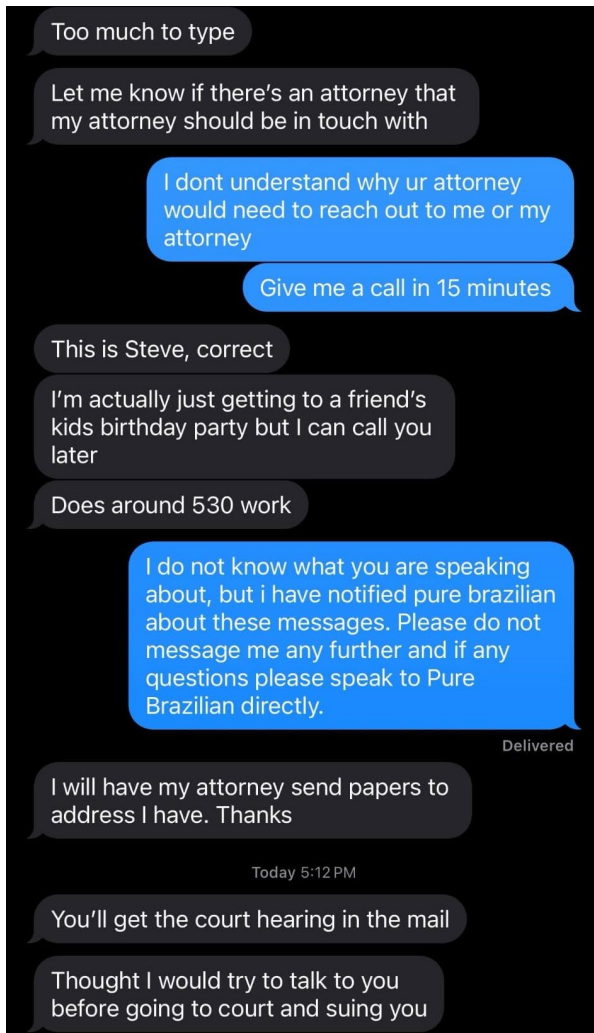 Too much to type
Let me know if there's an attorney that
my attorney should be in touch with
I dont understand why ur attorney
would need to reach out to me or my
attorney
Give me a call in 15 minutes
This is Steve, correct
I'm actually just getting to a friend's
kids birthday party but I can call you
later
Does around 530 work
I do not know what you are speaking
about, but i have notified pure brazilian
about these messages. Please do not
message me any further and if any
questions please speak to Pure
Brazilian directly.
Delivered
I will have my attorney send papers to
address I have. Thanks
Today 5:12 PM
You'll get the court hearing in the mail
Thought I would try to talk to you
before going to court and suing you